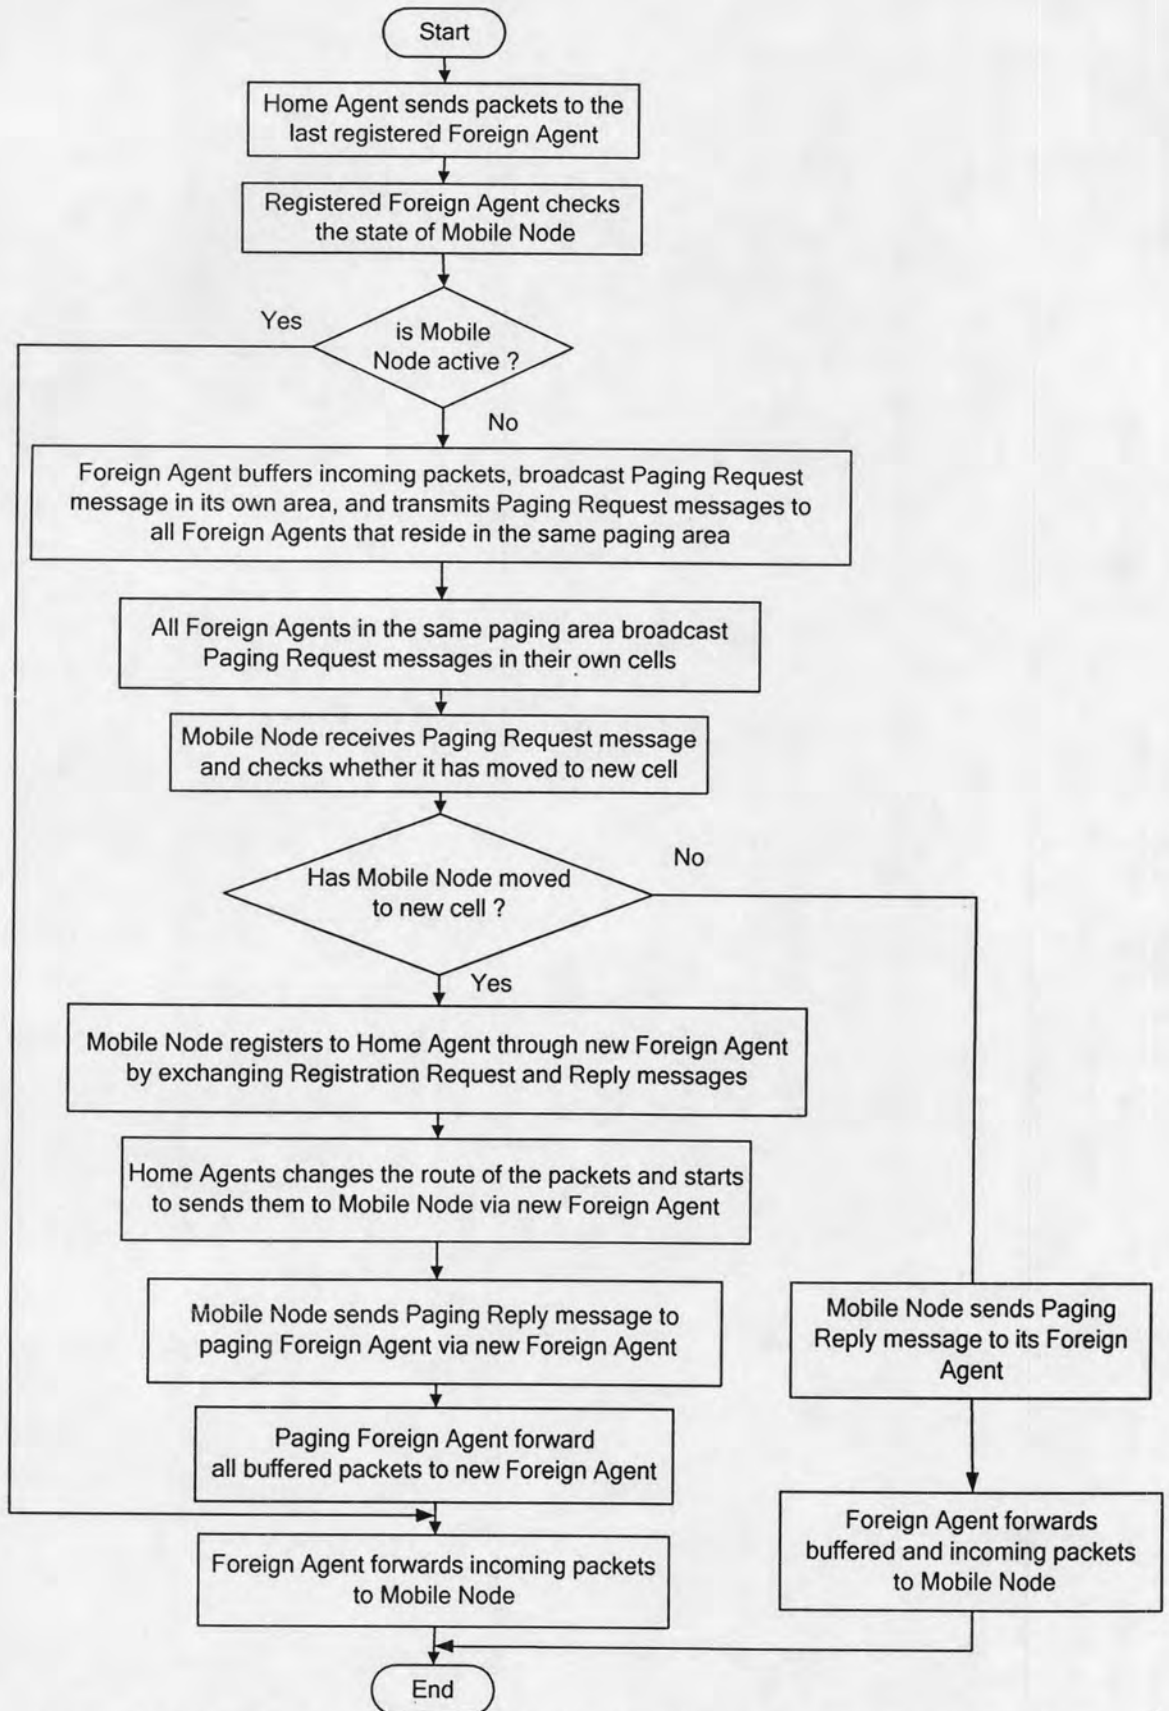 Start
Home Agent sends packets to the
last registered Foreign Agent
Registered Foreign Agent checks
the state of Mobile Node
Yes
is Mobile
Node active ?
No
Foreign Agent buffers incoming packets, broadcast Paging Request
message in its own area, and transmits Paging Request messages to
all Foreign Agents that reside in the same paging area
All Foreign Agents in the same paging area broadcast
Paging Request messages in their own cells
Mobile Node receives Paging Request message
and checks whether it has moved to new cell
No
Has Mobile Node moved
to new cell ?
Yes
Mobile Node registers to Home Agent through new Foreign Agent
by exchanging Registration Request and Reply messages
Home Agents changes the route of the packets and starts
to sends them to Mobile Node via new Foreign Agent
Mobile Node sends Paging Reply message to
paging Foreign Agent via new Foreign Agent
Mobile Node sends Paging
Reply message to its Foreign
Agent
Paging Foreign Agent forward
all buffered packets to new Foreign Agent
Foreign Agent forwards
buffered and incoming packets
to Mobile Node
Foreign Agent forwards incoming packets
to Mobile Node
End